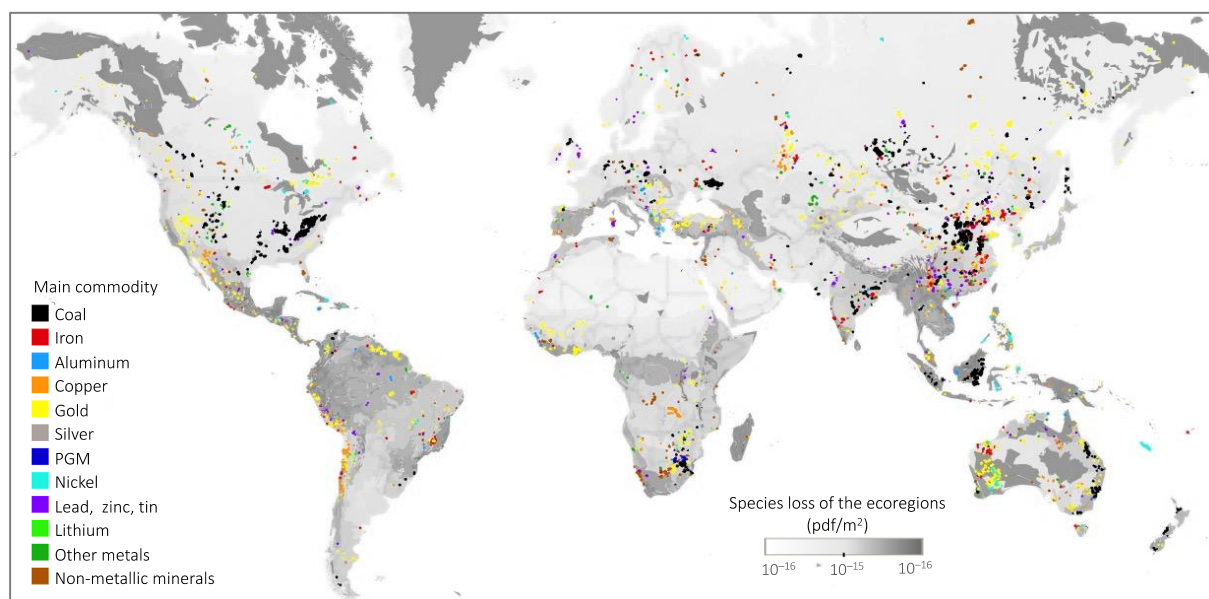 Main commodity
Coal
Iron
Aluminum
Copper
Gold
Silver
PGM
Nickel
Lead, zinc, tin
Lithium
Other metals
Non-metallic minerals
Species loss of the ecoregions
(pdf/m²)
10⁻¹⁶ 10⁻¹⁵ 10⁻¹⁶